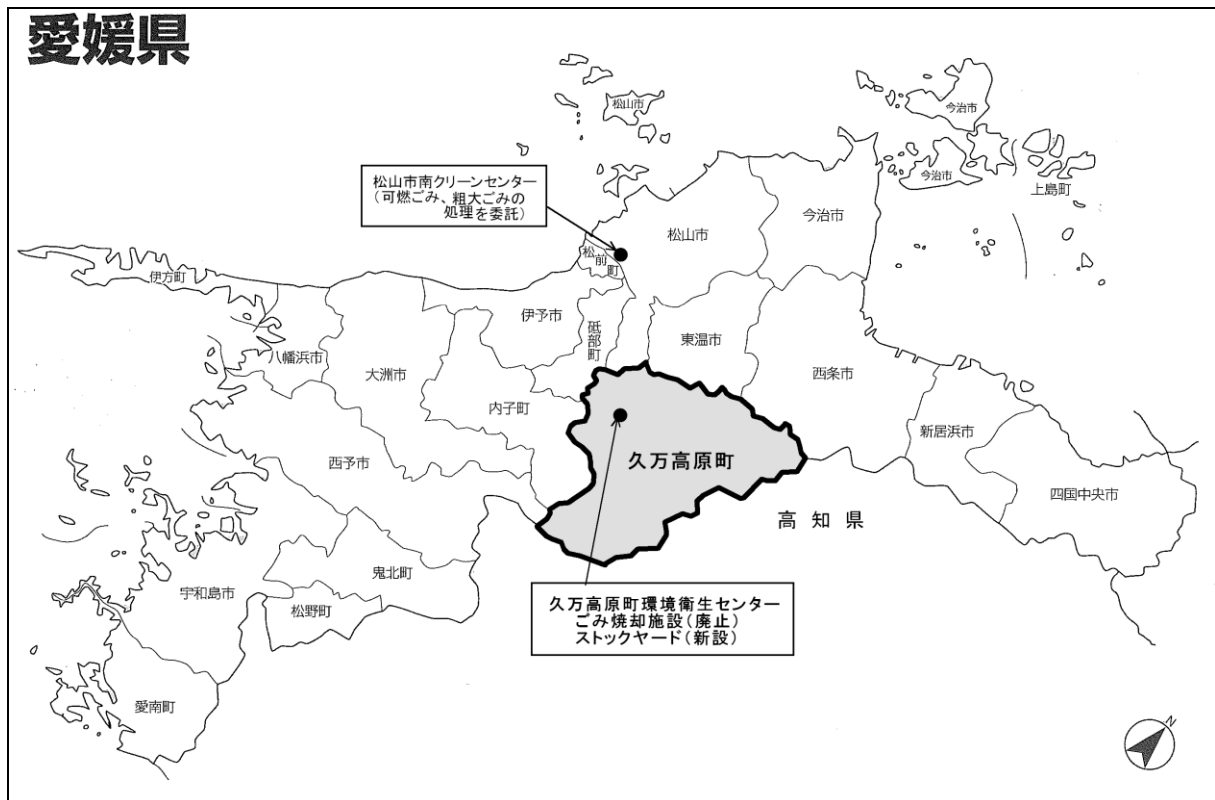 愛媛県
松山市
今治市
今治市
上島町
松山市南クリーンセンター
(可燃ごみ、粗大ごみの
処理を委託)
松山市
今治市
松前町
伊方町
伊予市
砥部町
東温市
八幡浜市
大洲市
西条市
内子町
新居浜市
久万高原町
西予市
四国中央市
高知県
鬼北町
宇和島市
松野町
久万高原町環境衛生センター
ごみ焼却施設(廃止)
ストックヤード(新設)
愛南町
N